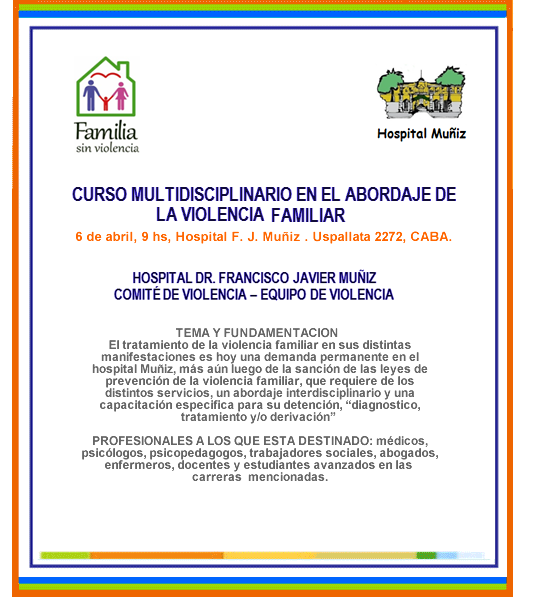 Familia
sin violencia
Hospital Muñiz
CURSO MULTIDISCIPLINARIO EN EL ABORDAJE DE
LA VIOLENCIA FAMILIAR
6 de abril, 9 hs, Hospital F. J. Muñiz . Uspallata 2272, CABA.
HOSPITAL DR. FRANCISCO JAVIER MUÑIZ
COMITÉ DE VIOLENCIA – EQUIPO DE VIOLENCIA
TEMA Y FUNDAMENTACION
El tratamiento de la violencia familiar en sus distintas
manifestaciones es hoy una demanda permanente en el
hospital Muñiz, más aún luego de la sanción de las leyes de
prevención de la violencia familiar, que requiere de los
distintos servicios, un abordaje interdisciplinario y una
capacitación especifica para su detención, “diagnostico,
tratamiento y/o derivación”
PROFESIONALES A LOS QUE ESTA DESTINADO: médicos,
psicólogos, psicopedagogos, trabajadores sociales, abogados,
enfermeros, docentes y estudiantes avanzados en las
carreras mencionadas.